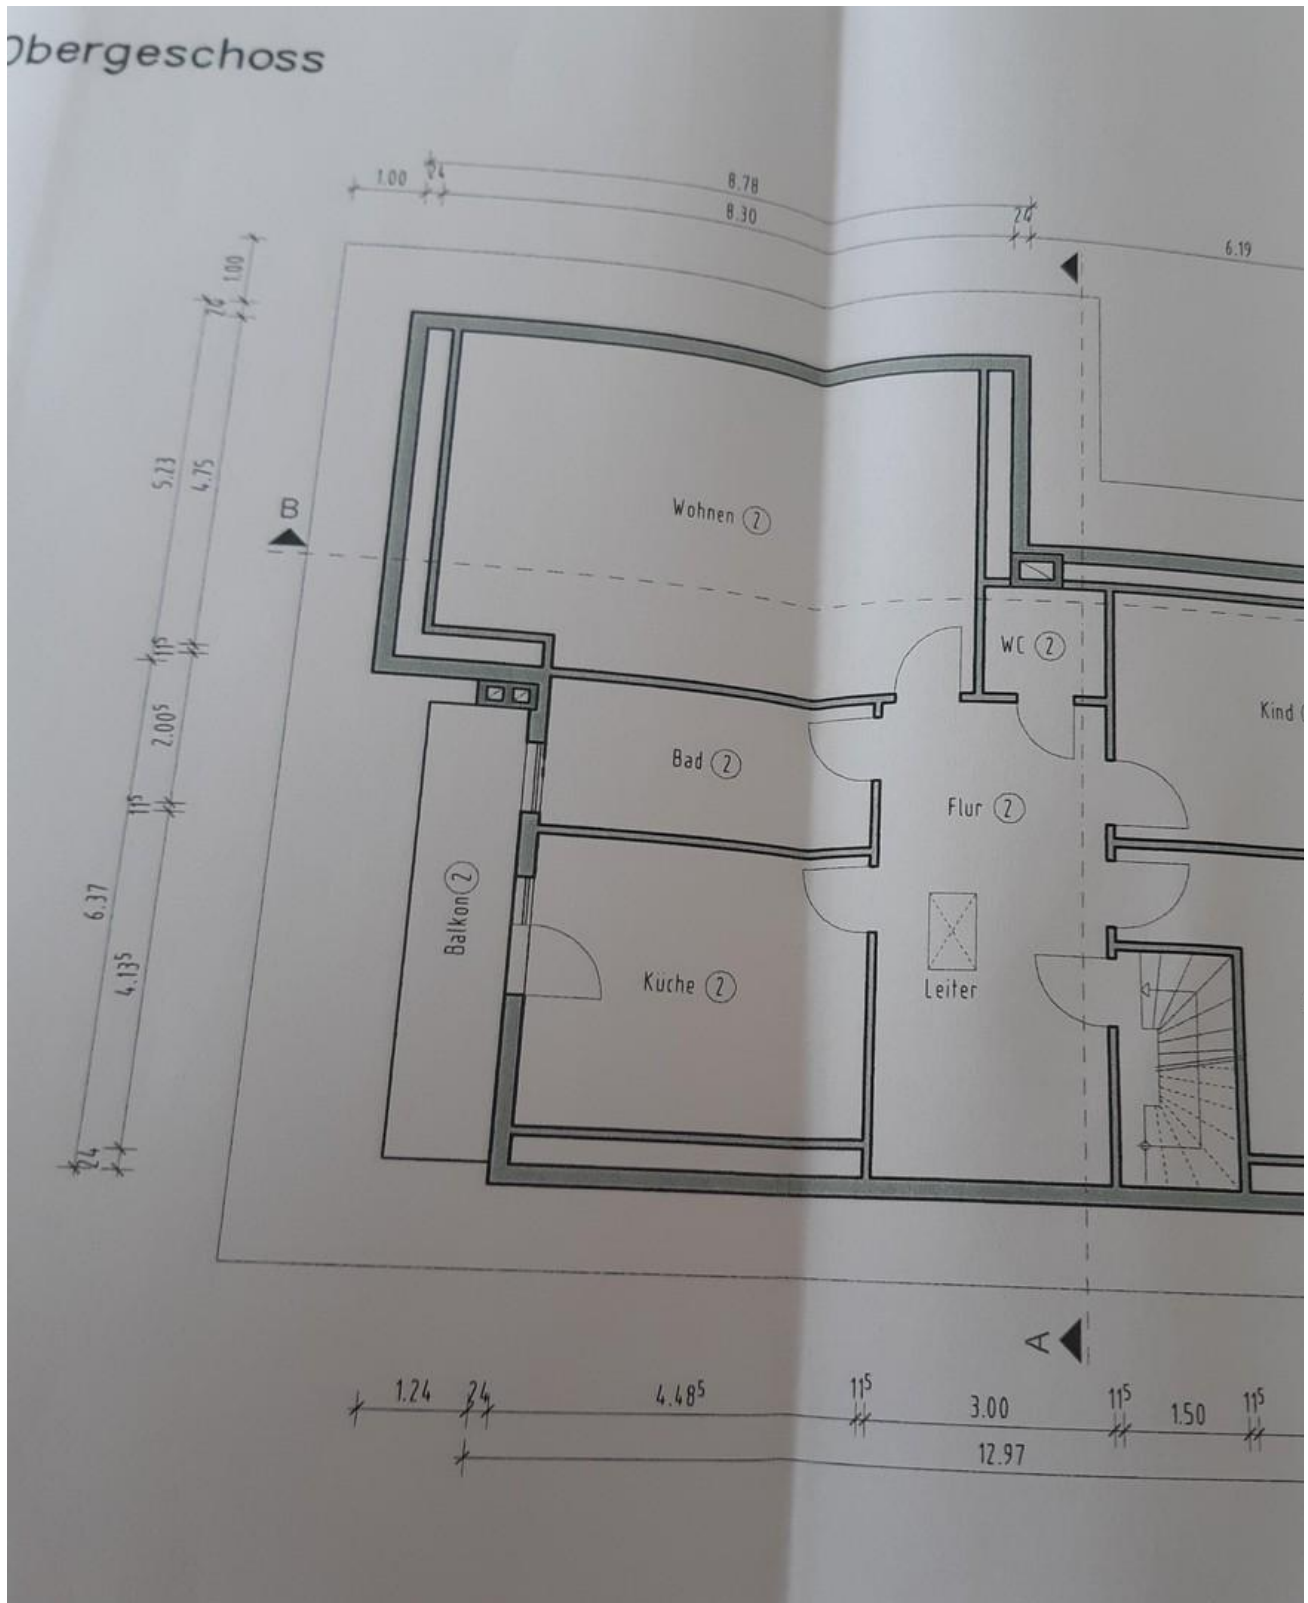 Obergeschoss
1.00
24
8.78
8.30
24
6.19
1.00
24
5.23
4.75
B
Wohnen 2
WC 2
Kind
11⁵
2.00⁵
Bad 2
Flur 2
11⁵
6.37
4.13⁵
Balkon 2
Küche 2
Leiter
24
A
1.24
24
4.48⁵
11⁵
3.00
11⁵
1.50
11⁵
12.97